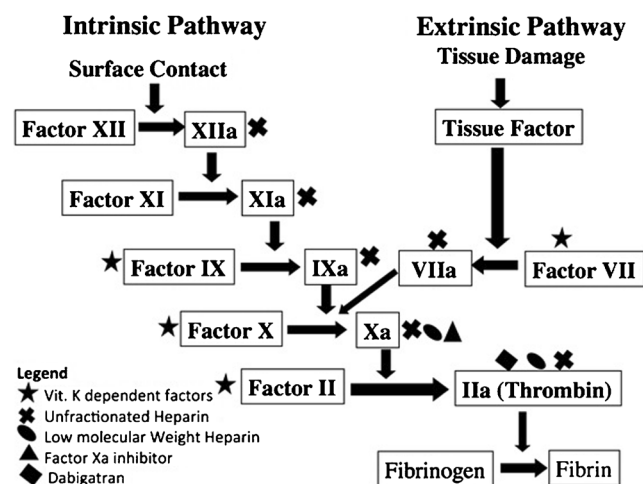 Intrinsic Pathway
Extrinsic Pathway
Surface Contact
Tissue Damage
Factor XII
XIIa
Tissue Factor
Factor XI
XIa
Factor IX
IXa
VIIa
Factor VII
Factor X
Xa
Legend
Vit. K dependent factors
Unfractionated Heparin
Low molecular Weight Heparin
Factor Xa inhibitor
Dabigatran
Factor II
IIa (Thrombin)
Fibrinogen
Fibrin